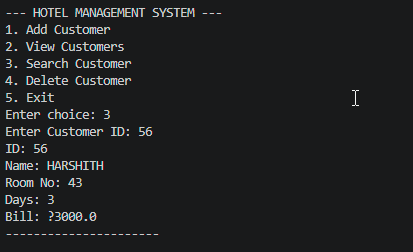 --- HOTEL MANAGEMENT SYSTEM ---
1. Add Customer
2. View Customers
3. Search Customer
4. Delete Customer
5. Exit
Enter choice: 3
Enter Customer ID: 56
ID: 56
Name: HARSHITH
Room No: 43
Days: 3
Bill: ?3000.0
----------------------